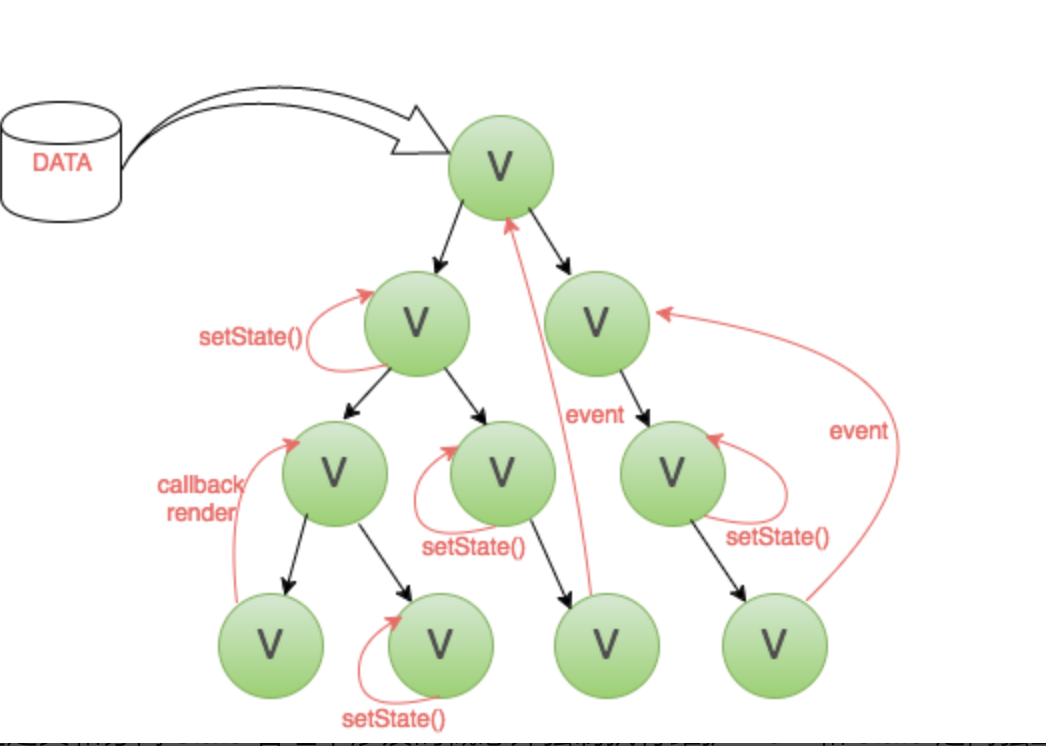 DATA
V
V
V
setState()
event
event
V
V
V
callback
render
setState()
setState()
V
V
V
V
setState()